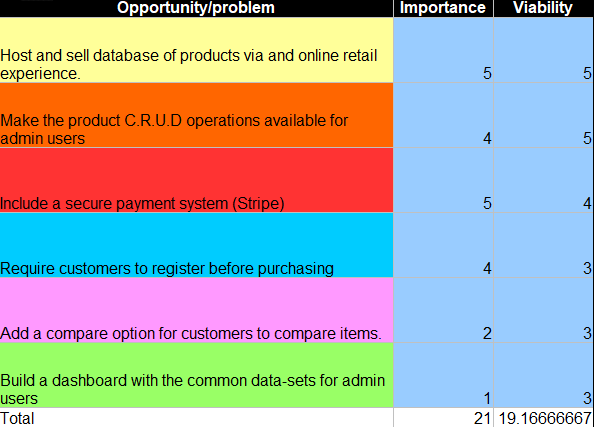 Opportunity/problem Importance Viability
Host and sell database of products via and online retail
experience. 5 5
Make the product C.R.U.D operations available for
admin users 4 5
Include a secure payment system (Stripe) 5 4
Require customers to register before purchasing 4 3
Add a compare option for customers to compare items. 2 3
Build a dashboard with the common data-sets for admin
users 1 3
Total 21 19.16666667